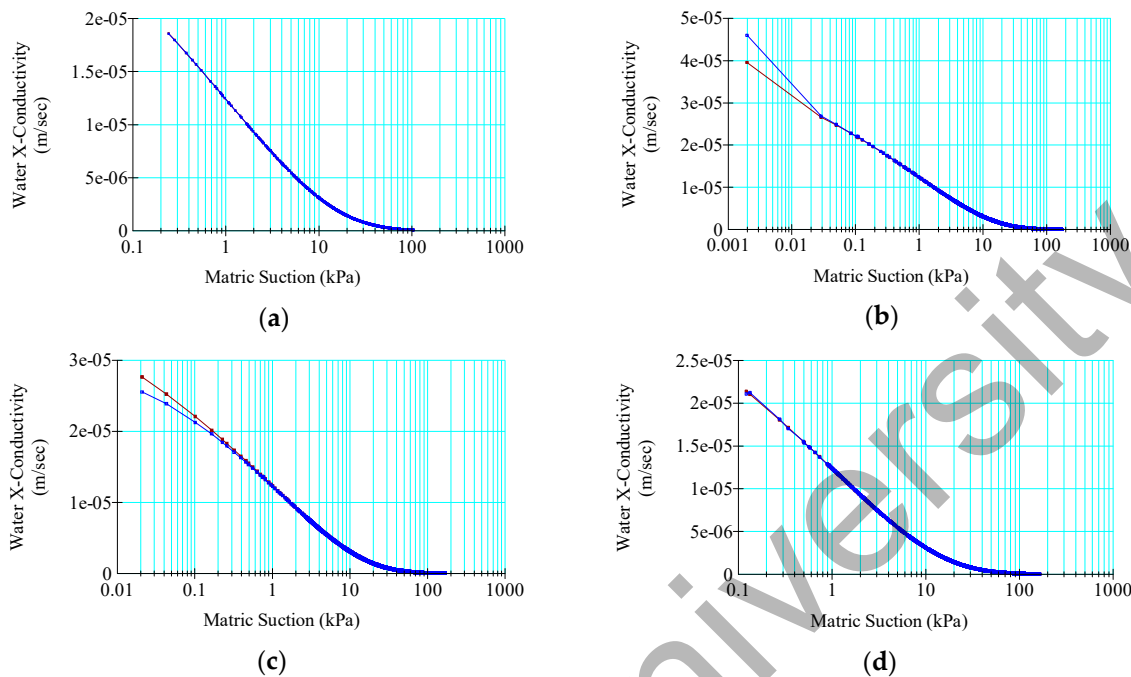 2e-05
1.5e-05
1e-05
5e-06
0
0.1 1 10 100 1000
Water X-Conductivity
(m/sec)
Matric Suction (kPa)
(a)
5e-05
4e-05
3e-05
2e-05
1e-05
0
0.001 0.01 0.1 1 10 100 1000
Water X-Conductivity
(m/sec)
Matric Suction (kPa)
(b)
3e-05
2e-05
1e-05
0
0.01 0.1 1 10 100 1000
Water X-Conductivity
(m/sec)
Matric Suction (kPa)
(c)
2.5e-05
2e-05
1.5e-05
1e-05
5e-06
0
0.1 1 10 100 1000
Water X-Conductivity
(m/sec)
Matric Suction (kPa)
(d)
niversity